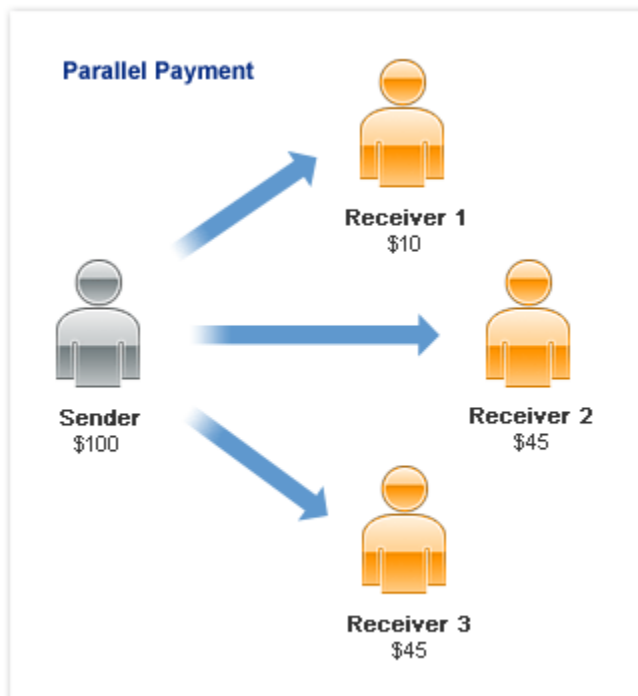 Parallel Payment
Receiver 1
$10
Sender
$100
Receiver 2
$45
Receiver 3
$45